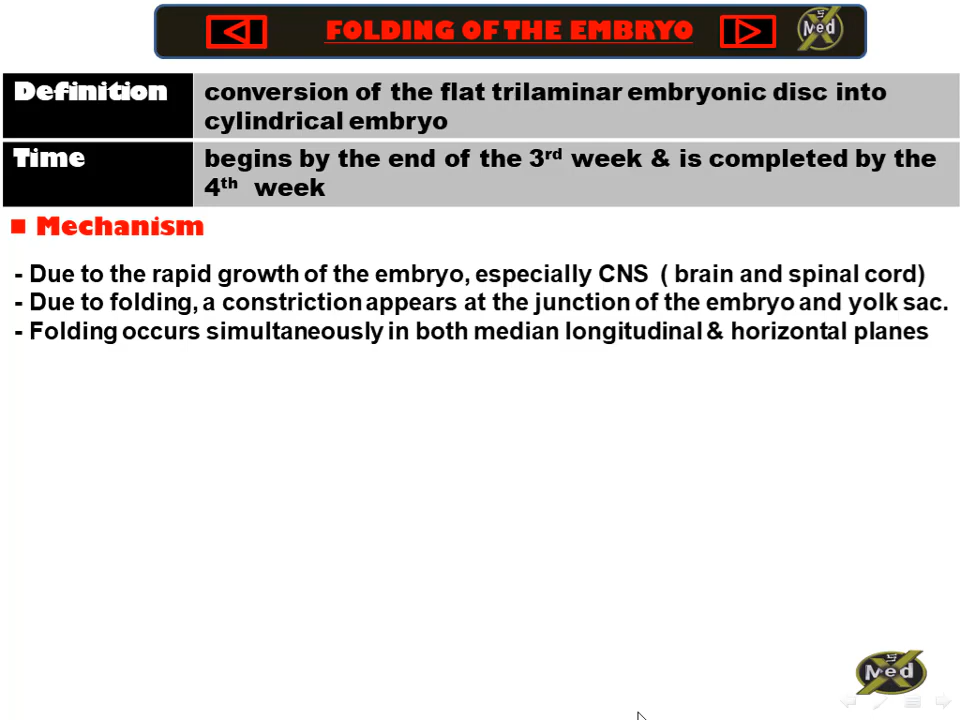 FOLDING OF THE EMBRYO
5
Med
Definition
conversion of the flat trilaminar embryonic disc into
cylindrical embryo
Time
begins by the end of the 3rd week & is completed by the
4th week
Mechanism
- Due to the rapid growth of the embryo, especially CNS ( brain and spinal cord)
- Due to folding, a constriction appears at the junction of the embryo and yolk sac.
- Folding occurs simultaneously in both median longitudinal & horizontal planes
5
Med